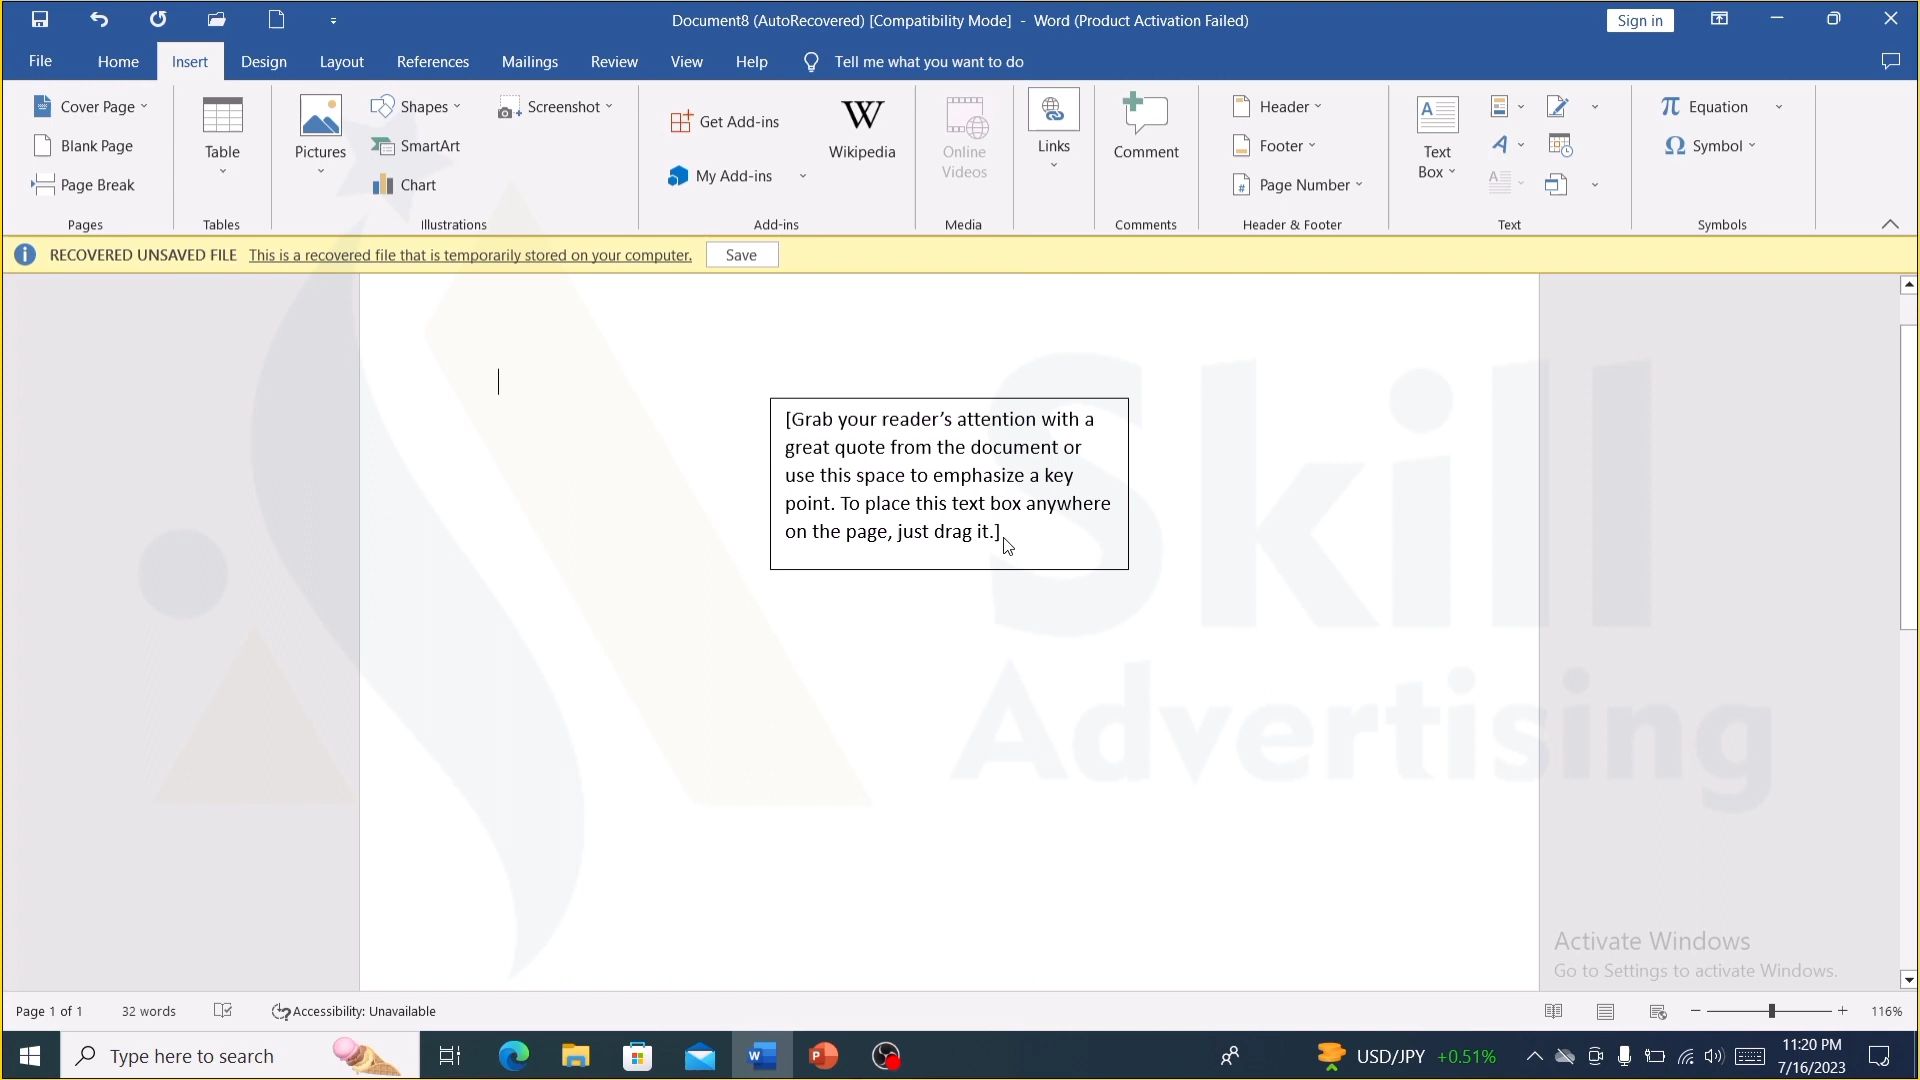 Document8 (AutoRecovered) [Compatibility Mode] - Word (Product Activation Failed)
Sign in
File
Home
Insert
Design
Layout
References
Mailings
Review
View
Help
Tell me what you want to do
Cover Page
Blank Page
Page Break
Pages
Table
Tables
Pictures
Shapes
SmartArt
Chart
Screenshot
Illustrations
Get Add-ins
My Add-ins
W
Wikipedia
Add-ins
Online
Videos
Media
Links
Comment
Comments
Header
Footer
# Page Number
Header & Footer
A
Text
Box
A
A
Text
π Equation
Ω Symbol
Symbols
RECOVERED UNSAVED FILE This is a recovered file that is temporarily stored on your computer. Save
[Grab your reader’s attention with a
great quote from the document or
use this space to emphasize a key
point. To place this text box anywhere
on the page, just drag it.]
Skill
Advertising
Activate Windows
Go to Settings to activate Windows.
Page 1 of 1
32 words
Accessibility: Unavailable
116%
Type here to search
W
P
USD/JPY +0.51%
11:20 PM
7/16/2023